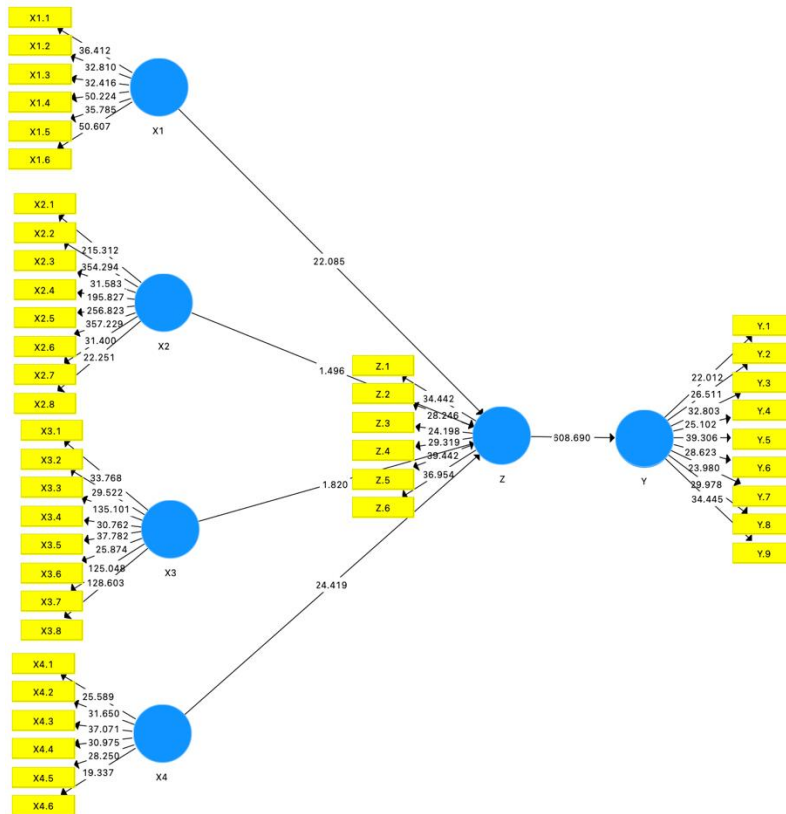 X1.1
X1.2
X1.3
X1.4
X1.5
X1.6
36.412
32.810
32.416
50.224
35.785
50.607
X1
22.085
X2.1
X2.2
X2.3
X2.4
X2.5
X2.6
X2.7
X2.8
215.312
354.294
31.583
195.827
256.823
357.229
31.400
22.251
X2
1.496
X3.1
X3.2
X3.3
X3.4
X3.5
X3.6
X3.7
X3.8
33.768
29.522
135.101
30.762
37.782
25.874
125.048
128.603
X3
1.820
X4.1
X4.2
X4.3
X4.4
X4.5
X4.6
25.589
31.650
37.071
30.975
28.250
19.337
X4
24.419
Z.1
Z.2
Z.3
Z.4
Z.5
Z.6
34.442
28.246
24.198
29.319
39.442
36.954
Z
608.690
Y
22.012
26.511
32.803
25.102
39.306
28.623
23.980
29.978
34.445
Y.1
Y.2
Y.3
Y.4
Y.5
Y.6
Y.7
Y.8
Y.9